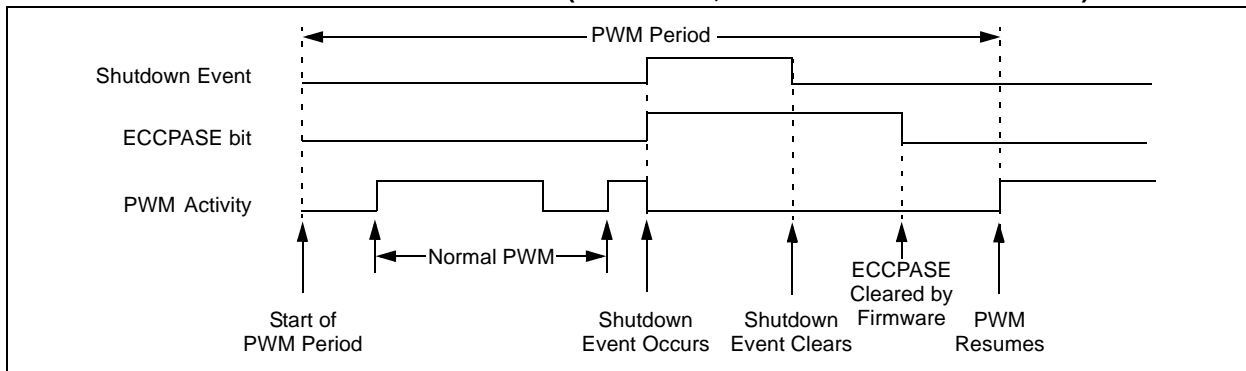 PWM Period
Shutdown Event
ECCPASE bit
PWM Activity
Normal PWM
Start of
PWM Period
Shutdown
Event Occurs
Shutdown
Event Clears
ECCPASE
Cleared by
Firmware
PWM
Resumes